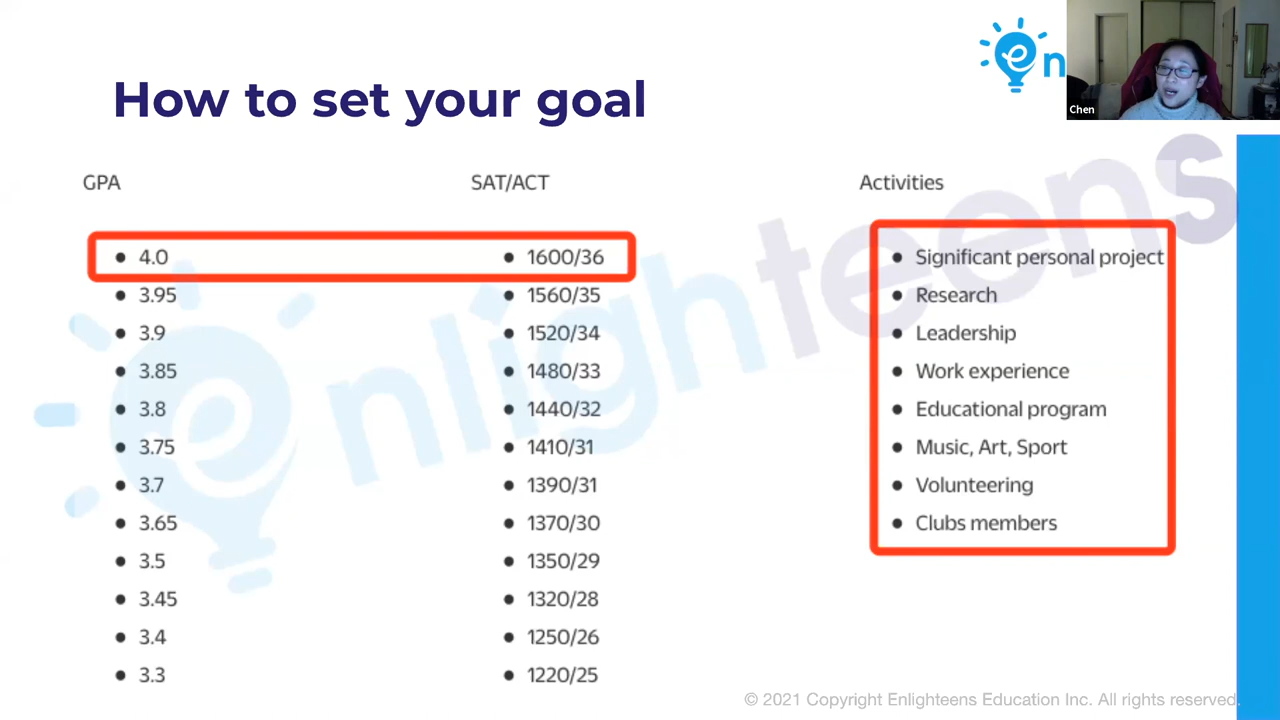 en
Chen
How to set your goal
GPA
SAT/ACT
Activities
4.0
1600/36
Significant personal project
3.95
1560/35
Research
3.9
1520/34
Leadership
3.85
1480/33
Work experience
3.8
1440/32
Educational program
3.75
1410/31
Music, Art, Sport
3.7
1390/31
Volunteering
3.65
1370/30
Clubs members
3.5
1350/29
3.45
1320/28
3.4
1250/26
3.3
1220/25
enlighteens
© 2021 Copyright Enlighteens Education Inc. All rights reserved.